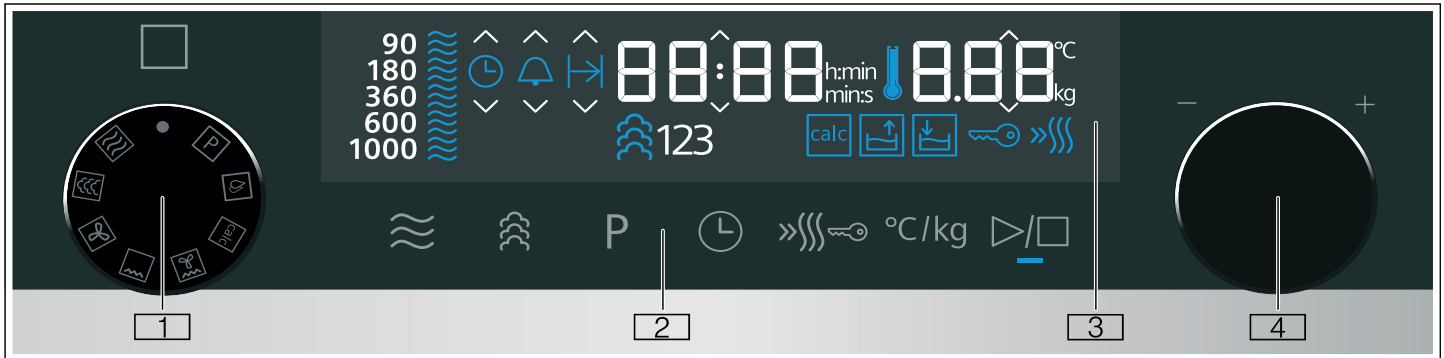 90
180
360
600
1000
88:88 h:min
min:s
8.88 °C
kg
123
calc
P
calc
P
°C/kg
− +
1
2
3
4